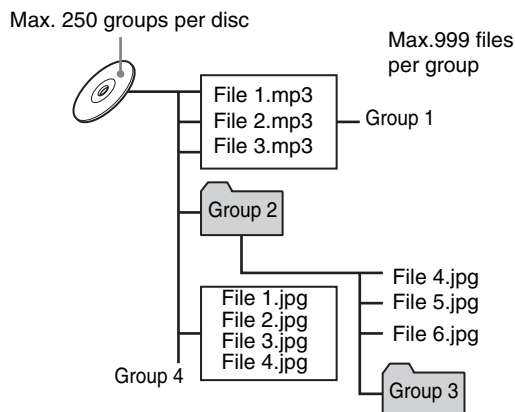 Max. 250 groups per disc
Max.999 files
per group
File 1.mp3
File 2.mp3
File 3.mp3
Group 1
Group 2
File 4.jpg
File 5.jpg
File 6.jpg
File 1.jpg
File 2.jpg
File 3.jpg
File 4.jpg
Group 4
Group 3